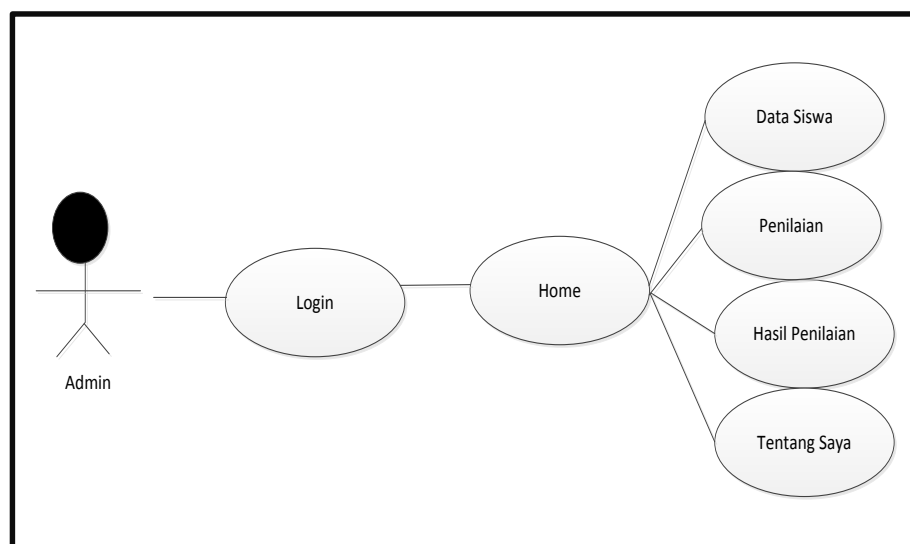 Admin
Login
Home
Data Siswa
Penilaian
Hasil Penilaian
Tentang Saya